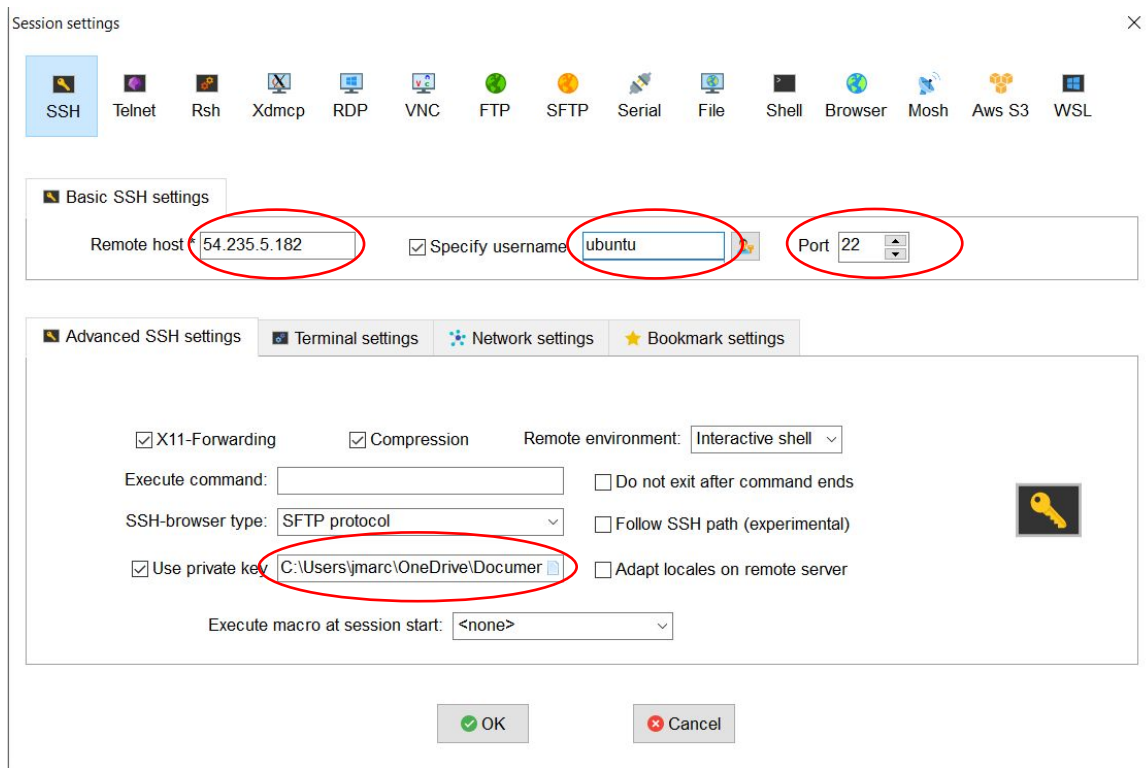 Session settings
SSH Telnet Rsh Xdmcp RDP VNC FTP SFTP Serial File Shell Browser Mosh Aws S3 WSL
Basic SSH settings
Remote host * 54.235.5.182 Specify username ubuntu Port 22
Advanced SSH settings Terminal settings Network settings Bookmark settings
X11-Forwarding Compression Remote environment: Interactive shell
Execute command: Do not exit after command ends
SSH-browser type: SFTP protocol Follow SSH path (experimental)
Use private key C:\Users\jmarc\OneDrive\Documer Adapt locales on remote server
Execute macro at session start: <none>
OK Cancel